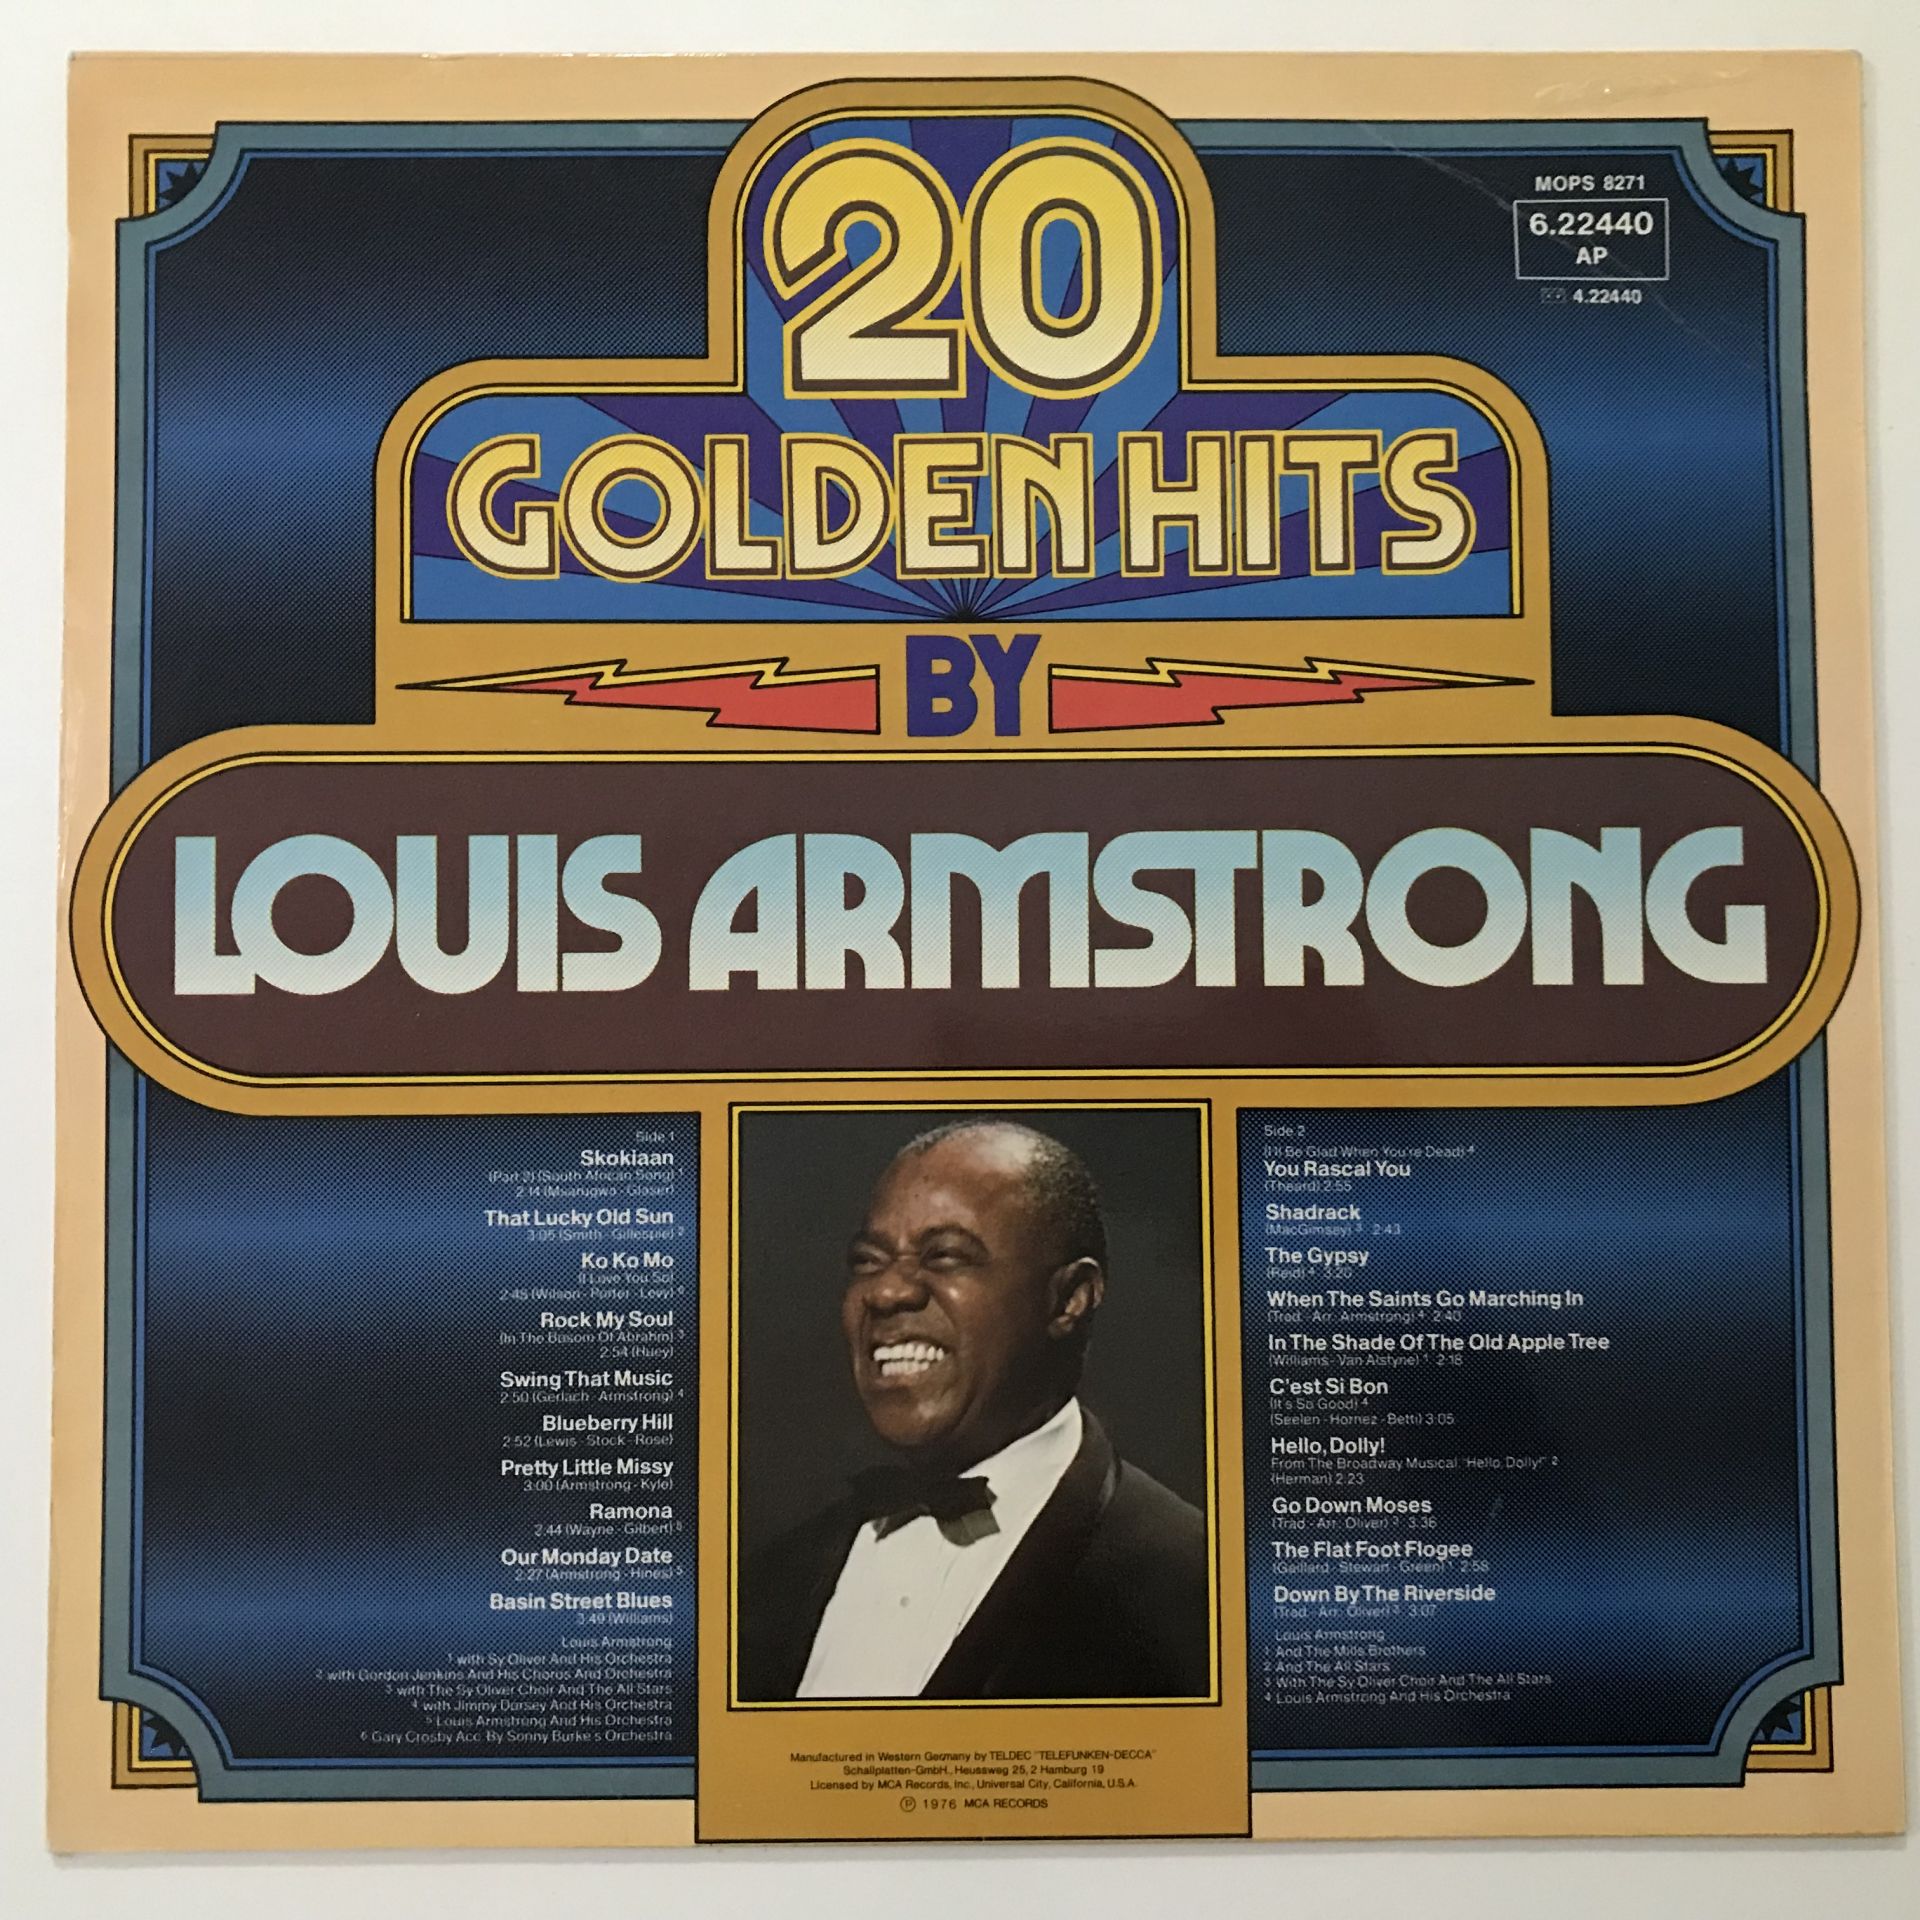 MOPS 8271
6.22440
AP
4.22440
20
GOLDEN HITS
BY
LOUIS ARMSTRONG
Side 1
Skokiaan
(Part 2) (South African Song) 1
2:14 (Msarugwa - Glaser)
That Lucky Old Sun
3:05 (Smith - Gillespie) 2
Ko Ko Mo
(I Love You So)
2:45 (Wilson - Porter - Levy) 6
Rock My Soul
(In The Bosom Of Abrahm) 3
2:54 (Huey)
Swing That Music
2:50 (Gerlach - Armstrong) 4
Blueberry Hill
2:52 (Lewis - Stock - Rose)
Pretty Little Missy
3:00 (Armstrong - Kyle)
Ramona
2:44 (Wayne - Gilbert)
Our Monday Date
2:27 (Armstrong - Hines) 5
Basin Street Blues
3:49 (Williams)
Louis Armstrong
1 with Sy Oliver And His Orchestra
2 with Gordon Jenkins And His Chorus And Orchestra
3 with The Sy Oliver Choir And The All Stars
4 with Jimmy Dorsey And His Orchestra
5 Louis Armstrong And His Orchestra
6 Gary Crosby Acc. By Sonny Burke's Orchestra
Side 2
(I'll Be Glad When You're Dead) 4
You Rascal You
(Theard) 2:55
Shadrack
(MacGimsey) 3 2:43
The Gypsy
(Reid) 4 3:20
When The Saints Go Marching In
(Trad. - Arr.: Armstrong) 4 2:40
In The Shade Of The Old Apple Tree
(Williams - Van Alstyne) 1 2:18
C'est Si Bon
(It's So Good) 4
(Seelen - Hornez - Betti) 3:05
Hello, Dolly!
From The Broadway Musical "Hello, Dolly!" 2
(Herman) 2:23
Go Down Moses
(Trad. - Arr.: Oliver) 3 3:36
The Flat Foot Flogee
(Gaillard - Stewart - Green) 1 2:58
Down By The Riverside
(Trad. - Arr.: Oliver) 3 3:07
Louis Armstrong
1 And The Mills Brothers
2 And The All Stars
3 With The Sy Oliver Choir And The All Stars
4 Louis Armstrong And His Orchestra
Manufactured in Western Germany by TELDEC "TELEFUNKEN-DECCA"
Schallplatten-GmbH., Heussweg 25, 2 Hamburg 19
Licensed by MCA Records, Inc., Universal City, California, U.S.A.
Ⓟ 1976 MCA RECORDS